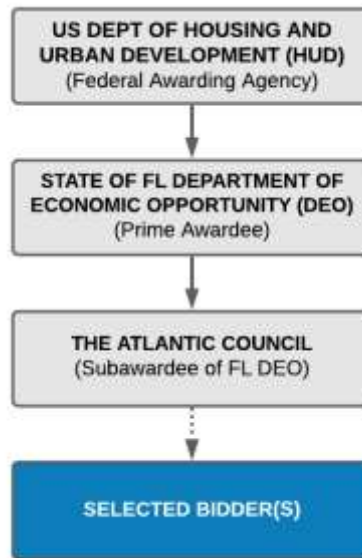 US DEPT OF HOUSING AND
URBAN DEVELOPMENT (HUD)
(Federal Awarding Agency)
STATE OF FL DEPARTMENT OF
ECONOMIC OPPORTUNITY (DEO)
(Prime Awardee)
THE ATLANTIC COUNCIL
(Subawardee of FL DEO)
SELECTED BIDDER(S)